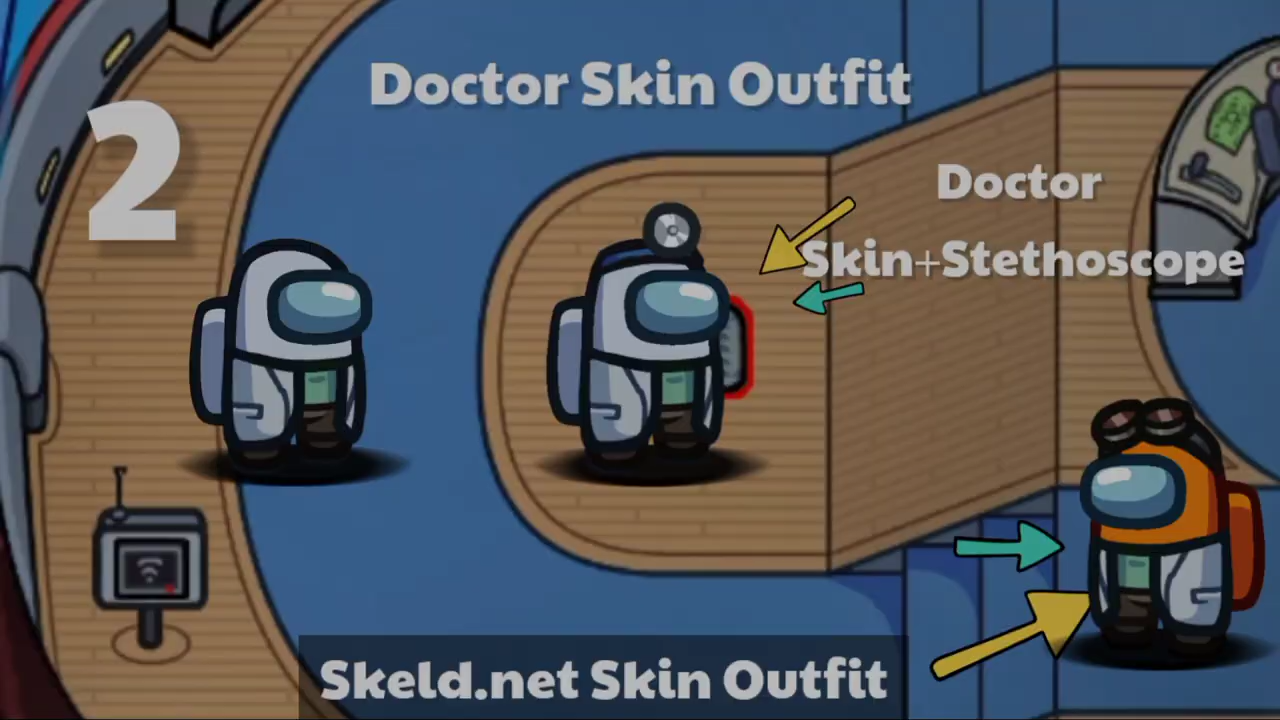 Doctor Skin Outfit
2
Doctor
Skin+Stethoscope
Skeld.net Skin Outfit